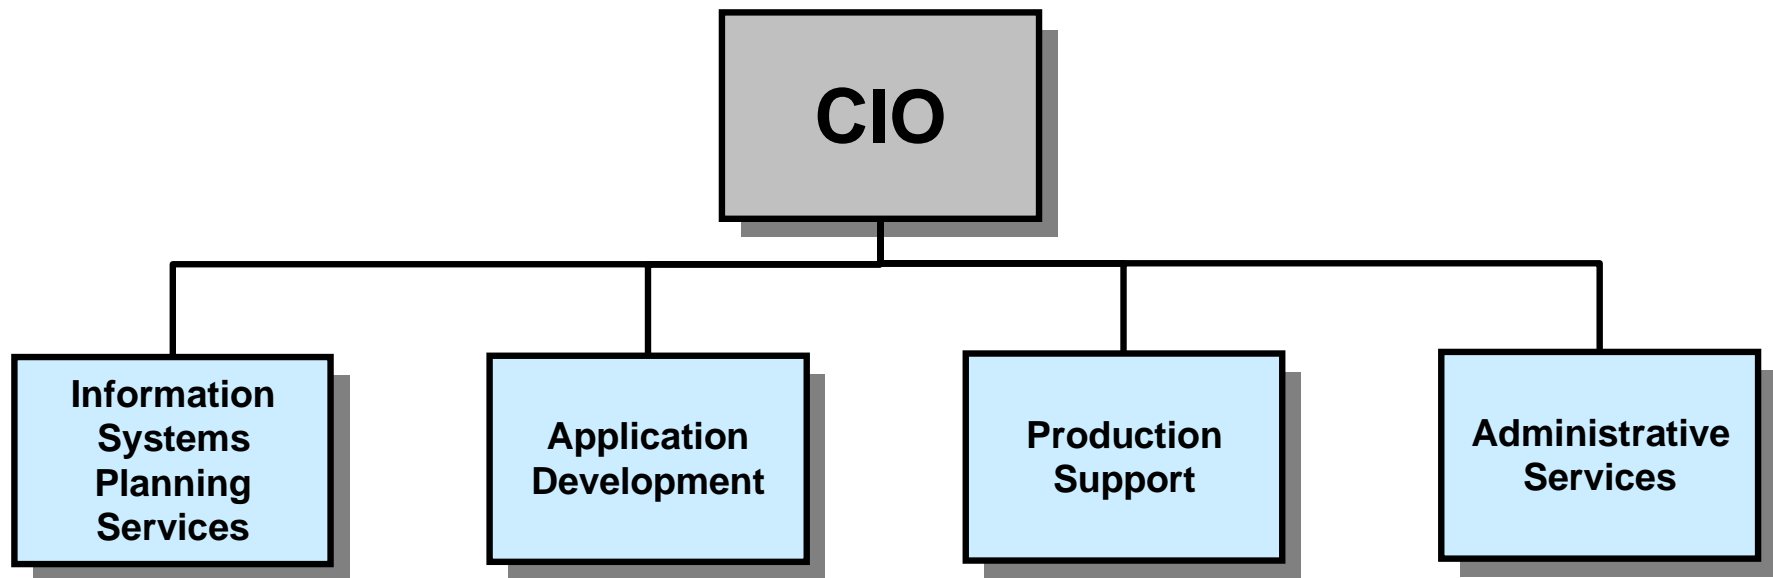 CIO
Information
Systems
Planning
Services
Application
Development
Production
Support
Administrative
Services